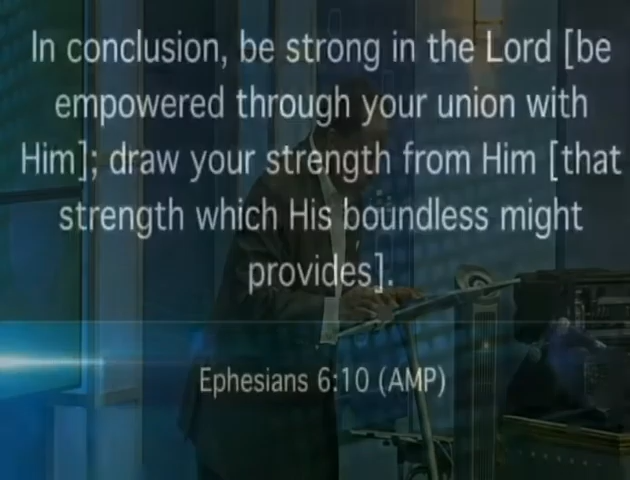 In conclusion, be strong in the Lord [be
empowered through your union with
Him]; draw your strength from Him [that
strength which His boundless might
provides].
Ephesians 6:10 (AMP)